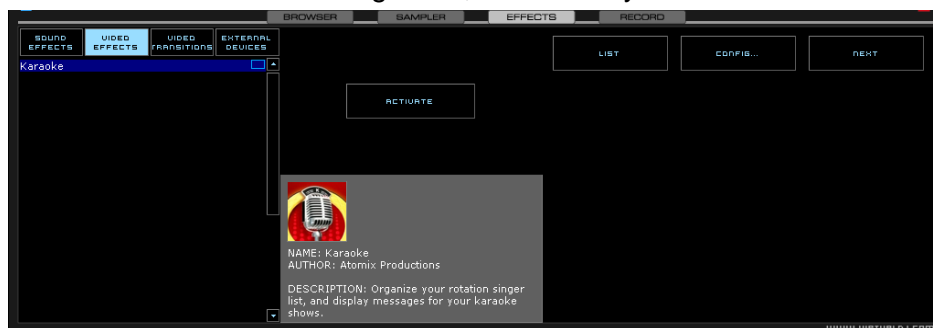 BROWSER SAMPLER EFFECTS RECORD
SOUND EFFECTS VIDEO EFFECTS VIDEO TRANSITIONS EXTERNAL DEVICES
LIST CONFIG... NEXT
Karaoke
ACTIVATE
NAME: Karaoke
AUTHOR: Atomix Productions
DESCRIPTION: Organize your rotation singer
list, and display messages for your karaoke
shows.